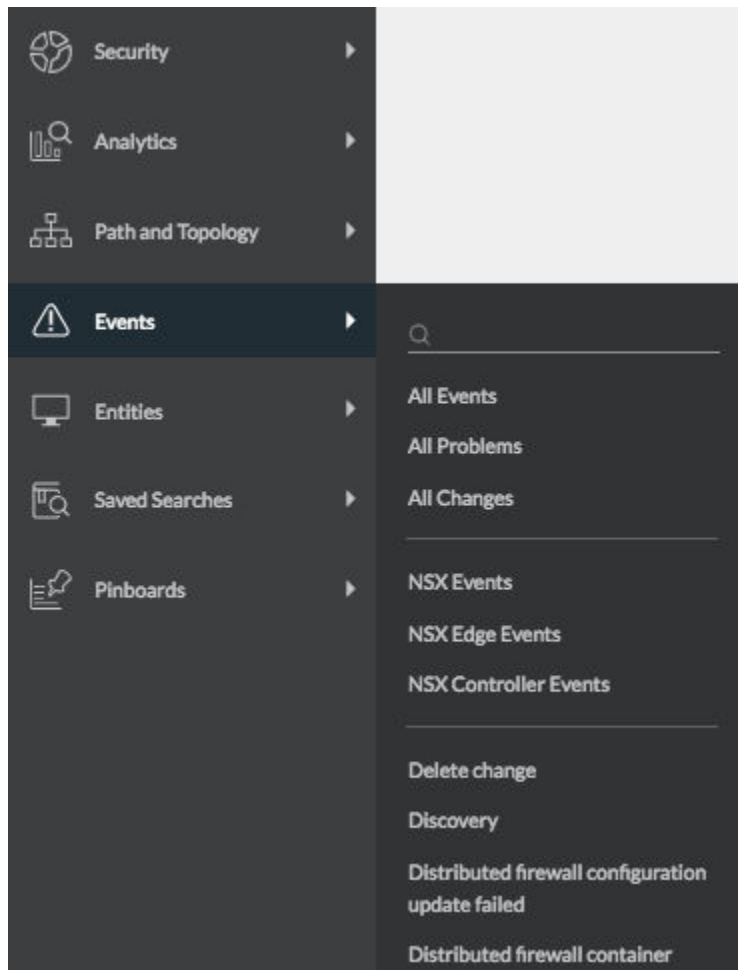 Security
Analytics
Path and Topology
Events
Entities
Saved Searches
Pinboards
All Events
All Problems
All Changes
NSX Events
NSX Edge Events
NSX Controller Events
Delete change
Discovery
Distributed firewall configuration
update failed
Distributed firewall container